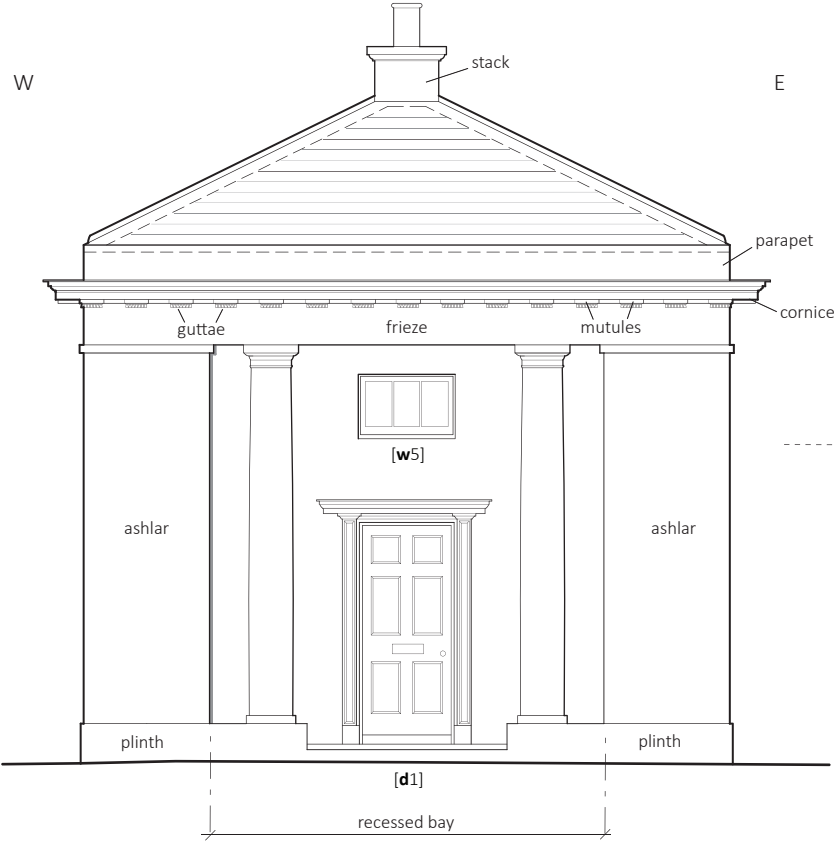 stack
W
E
parapet
cornice
guttae
frieze
mutules
[w5]
ashlar
ashlar
plinth
plinth
[d1]
recessed bay